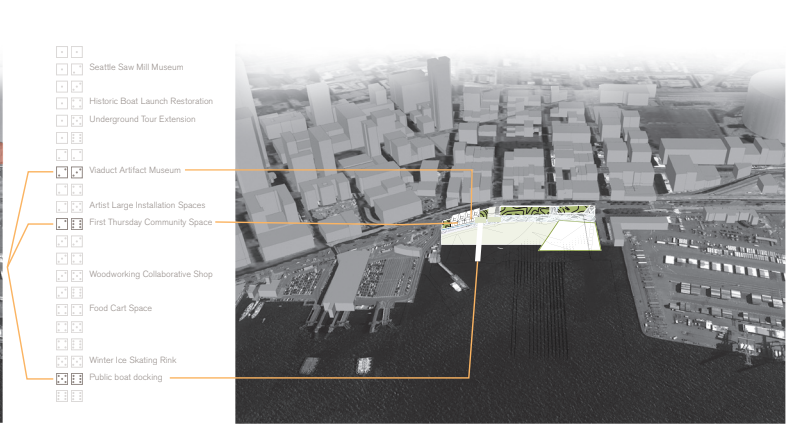 Seattle Saw Mill Museum
Historic Boat Launch Restoration
Underground Tour Extension
Viaduct Artifact Museum
Artist Large Installation Spaces
First Thursday Community Space
Woodworking Collaborative Shop
Food Cart Space
Winter Ice Skating Rink
Public boat docking